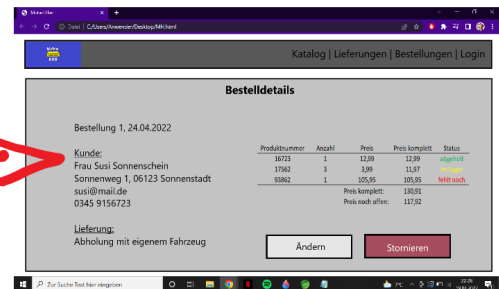 Möbel Eber
Datei | C:/Users/Anwender/Desktop/MH.html
Katalog | Lieferungen | Bestellungen | Login
Bestelldetails
Bestellung 1, 24.04.2022
Kunde:
Frau Susi Sonnenschein
Sonnenweg 1, 06123 Sonnenstadt
susi@mail.de
0345 9156723
Lieferung:
Abholung mit eigenem Fahrzeug
Produktnummer Anzahl Preis Preis komplett Status
16723 1 12,99 12,99 abgeholt
17562 3 3,99 11,97 im Lager
93862 1 105,95 105,95 fehlt noch
Preis komplett: 130,91
Preis noch offen: 117,92
Ändern
Stornieren
Zur Suche Text hier eingeben